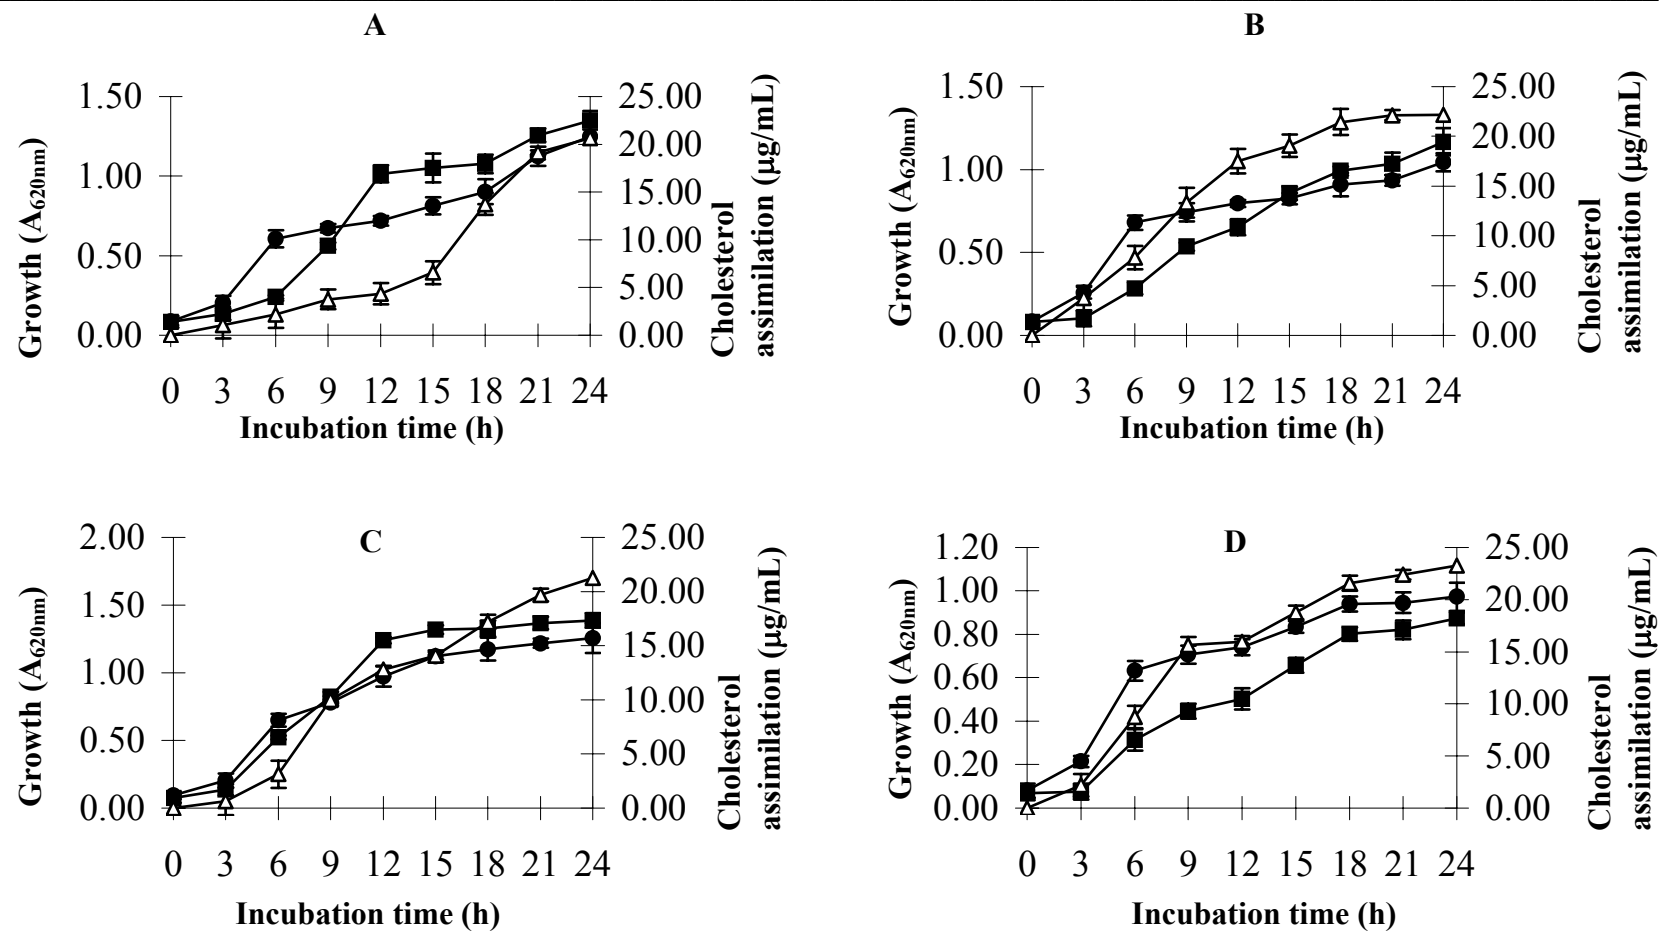 A
1.50
1.00
0.50
0.00
Growth (A620nm)
25.00
20.00
15.00
10.00
5.00
0.00
Cholesterol
assimilation (µg/mL)
0 3 6 9 12 15 18 21 24
Incubation time (h)
B
1.50
1.00
0.50
0.00
Growth (A620nm)
25.00
20.00
15.00
10.00
5.00
0.00
Cholesterol
assimilation (µg/mL)
0 3 6 9 12 15 18 21 24
Incubation time (h)
C
2.00
1.50
1.00
0.50
0.00
Growth (A620nm)
25.00
20.00
15.00
10.00
5.00
0.00
Cholesterol
assimilation (µg/mL)
0 3 6 9 12 15 18 21 24
Incubation time (h)
D
1.20
1.00
0.80
0.60
0.40
0.20
0.00
Growth (A620nm)
25.00
20.00
15.00
10.00
5.00
0.00
Cholesterol
assimilation (µg/mL)
0 3 6 9 12 15 18 21 24
Incubation time (h)